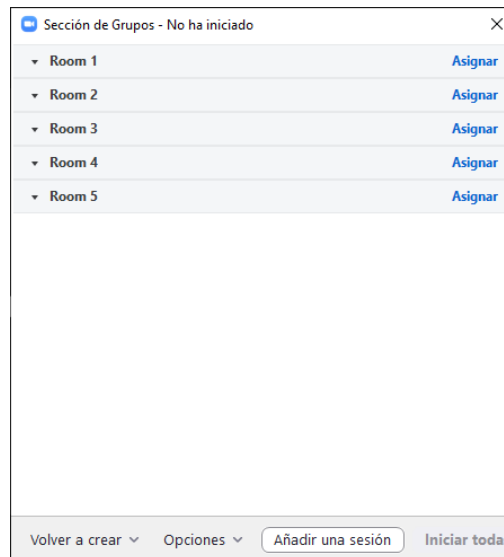 Sección de Grupos - No ha iniciado
Room 1 Asignar
Room 2 Asignar
Room 3 Asignar
Room 4 Asignar
Room 5 Asignar
Volver a crear Opciones Añadir una sesión Iniciar toda